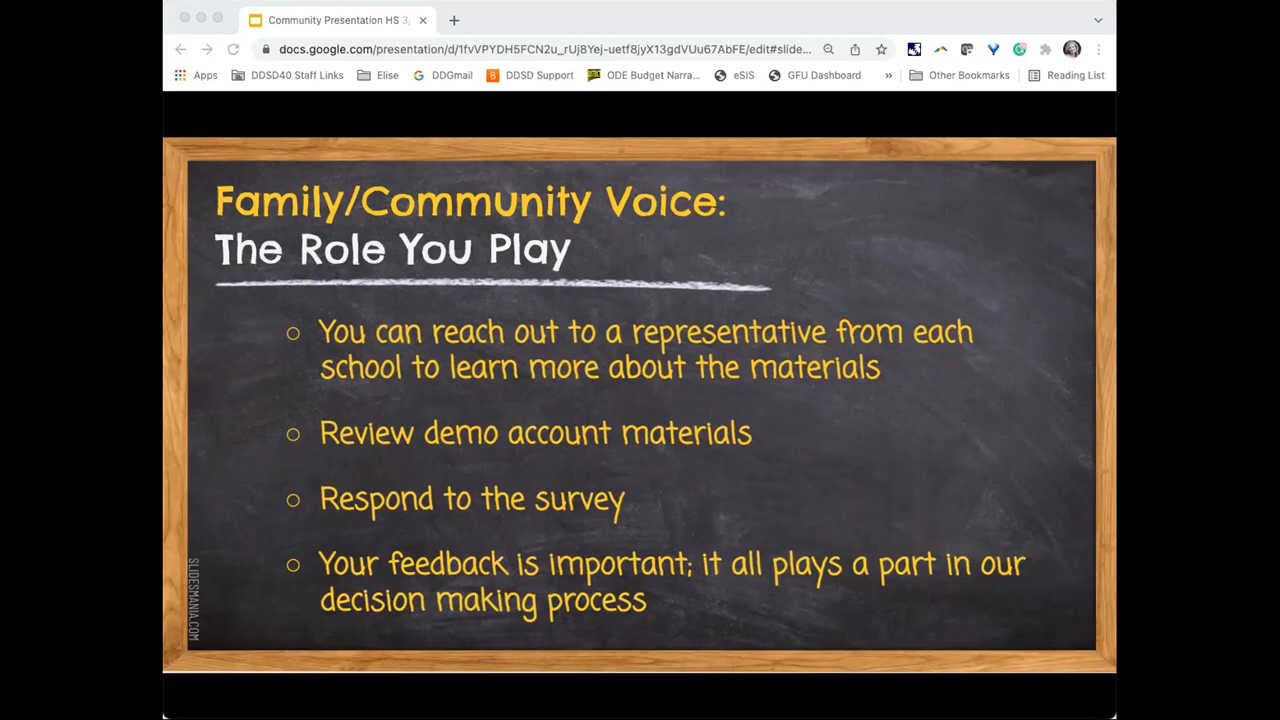 Community Presentation HS 3
docs.google.com/presentation/d/1fvVPYDH5FCN2u_rUj8Yej-uetf8jyX13gdVUu67AbFE/edit#slide...
Apps DDSD40 Staff Links Elise DDGmail DDSD Support ODE Budget Narra... eSIS GFU Dashboard » Other Bookmarks Reading List
Family/Community Voice:
The Role You Play
○ You can reach out to a representative from each
school to learn more about the materials
○ Review demo account materials
○ Respond to the survey
○ Your feedback is important; it all plays a part in our
decision making process
SLIDESMANIA.COM